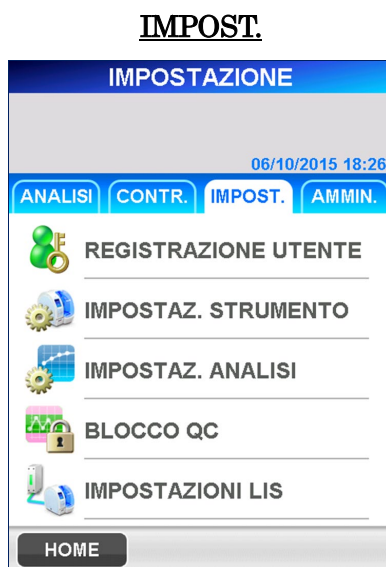 IMPOST.
IMPOSTAZIONE
06/10/2015 18:26
ANALISI CONTR. IMPOST. AMMIN.
REGISTRAZIONE UTENTE
IMPOSTAZ. STRUMENTO
IMPOSTAZ. ANALISI
BLOCCO QC
IMPOSTAZIONI LIS
HOME